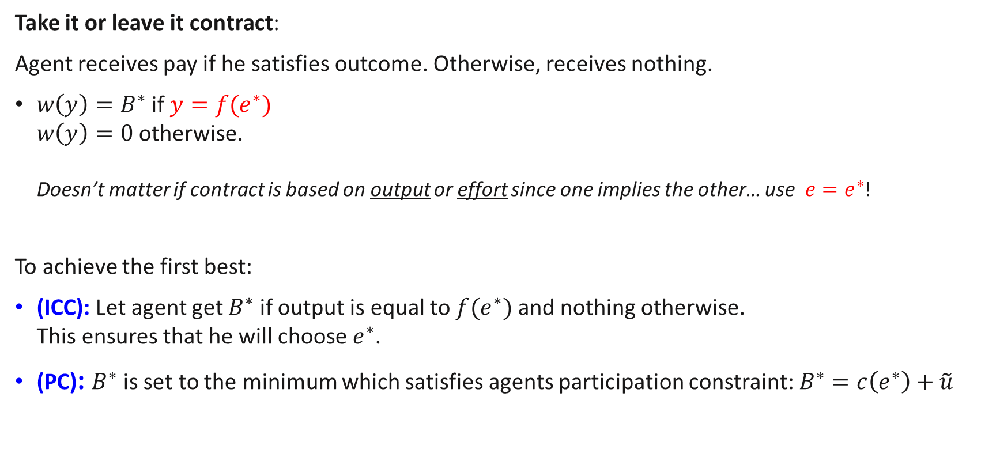 Take it or leave it contract:
Agent receives pay if he satisfies outcome. Otherwise, receives nothing.
• w(y) = B* if y = f(e*)
w(y) = 0 otherwise.
Doesn't matter if contract is based on output or effort since one implies the other... use e = e*!
To achieve the first best:
• (ICC): Let agent get B* if output is equal to f(e*) and nothing otherwise.
This ensures that he will choose e*.
• (PC): B* is set to the minimum which satisfies agents participation constraint: B* = c(e*) + ũ